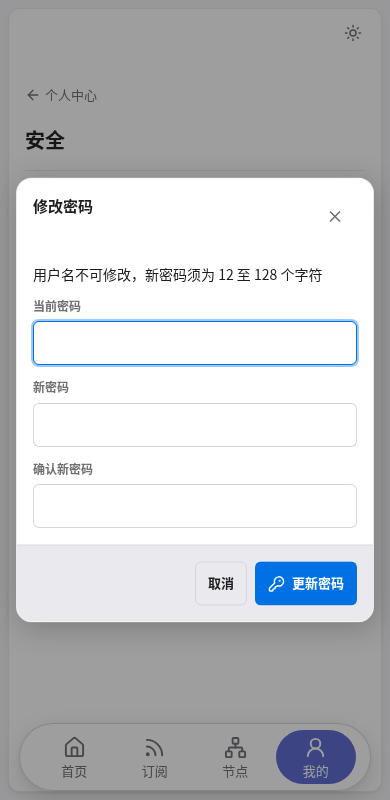 个人中心
安全
修改密码
用户名不可修改，新密码须为 12 至 128 个字符
当前密码
新密码
确认新密码
取消
更新密码
首页
订阅
节点
我的